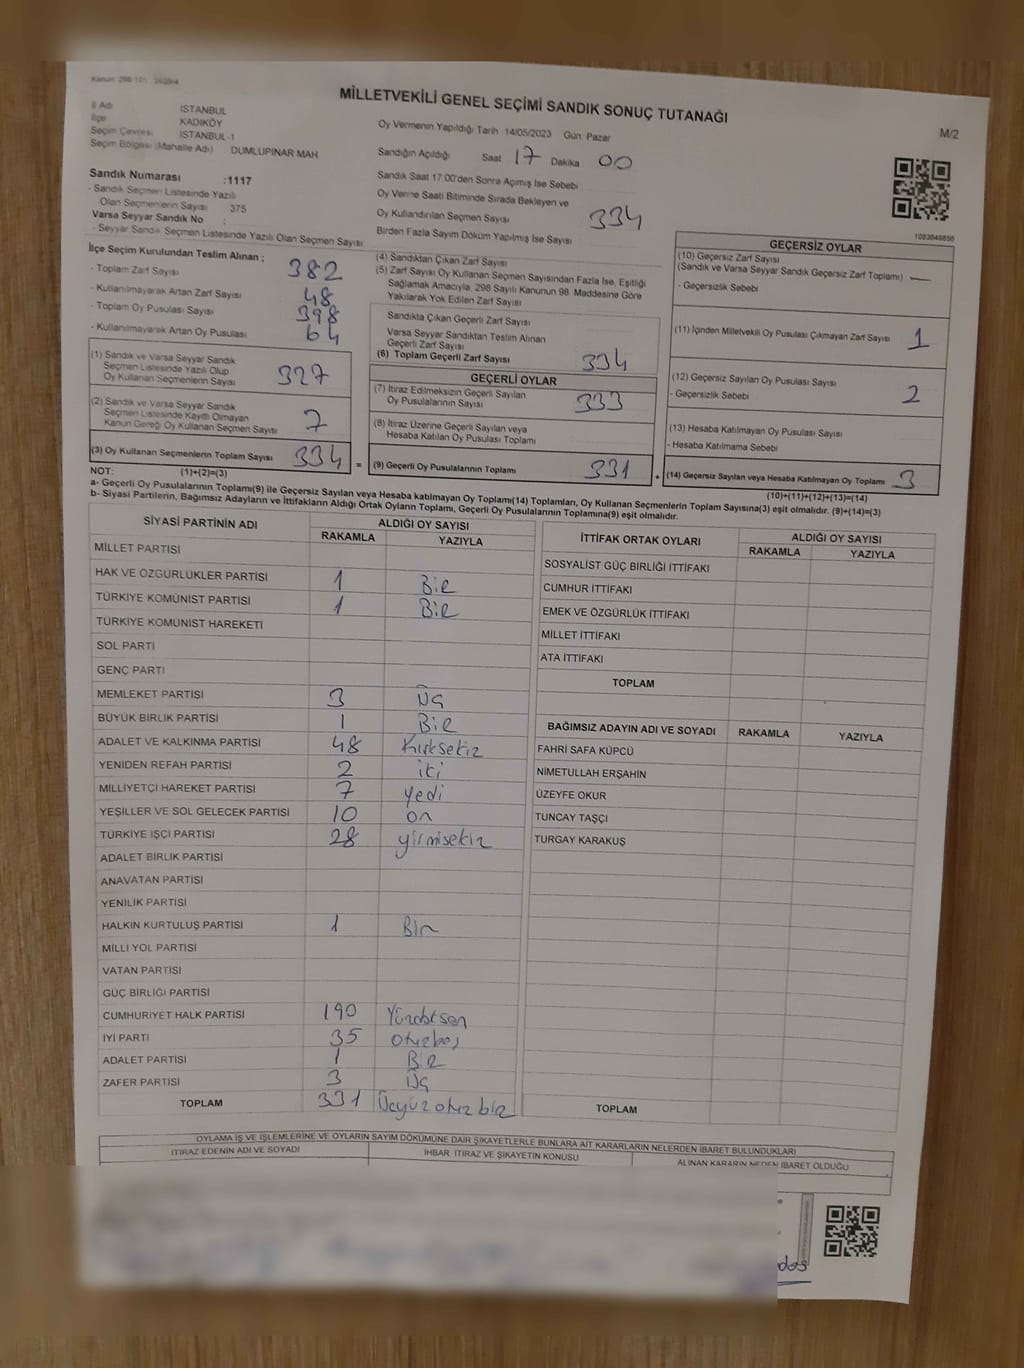 Kanun: 298/101
MİLLETVEKİLİ GENEL SEÇİMİ SANDIK SONUÇ TUTANAĞI
M/2
İl Adı İSTANBUL
İlçe KADIKÖY
Seçim Çevresi İSTANBUL-1
Seçim Bölgesi (Mahalle Adı) DUMLUPINAR MAH
Oy Vermenin Yapıldığı Tarih :14/05/2023 Gün: Pazar
Sandığın Açıldığı Saat 17 Dakika 00
Sandık Saat 17:00'den Sonra Açımış İse Sebebi
Oy Verme Saati Bitiminde Sırada Bekleyen ve
Oy Kullandırılan Seçmen Sayısı 334
Birden Fazla Sayım Döküm Yapılmış İse Sayısı
Sandık Numarası :1117
- Sandık Seçmen Listesinde Yazılı
Olan Seçmenlerin Sayısı 375
Varsa Seyyar Sandık No :
- Seyyar Sandık Seçmen Listesinde Yazılı Olan Seçmen Sayısı
İlçe Seçim Kurulundan Teslim Alınan ;
- Toplam Zarf Sayısı 382
- Kullanılmayarak Artan Zarf Sayısı 48
- Toplam Oy Pusulası Sayısı 398
- Kullanılmayarak Artan Oy Pusulası 64
(1) Sandık ve Varsa Seyyar Sandık
Seçmen Listesinde Yazılı Olup
Oy Kullanan Seçmenlerin Sayısı 327
(2) Sandık ve Varsa Seyyar Sandık
Seçmen Listesinde Kayıtlı Olmayan
Kanun Gereği Oy Kullanan Seçmen Sayısı 7
(3) Oy Kullanan Seçmenlerin Toplam Sayısı 334
(4) Sandıktan Çıkan Zarf Sayısı
(5) Zarf Sayısı Oy Kullanan Seçmen Sayısından Fazla İse, Eşitliği
Sağlamak Amacıyla, 298 Sayılı Kanunun 98. Maddesine Göre
Yakılarak Yok Edilen Zarf Sayısı
Sandıkta Çıkan Geçerli Zarf Sayısı
Varsa Seyyar Sandıktan Teslim Alınan
Geçerli Zarf Sayısı
(6) Toplam Geçerli Zarf Sayısı 334
GEÇERLİ OYLAR
(7) İtiraz Edilmeksizin Geçerli Sayılan
Oy Pusulalarının Sayısı 333
(8) İtiraz Üzerine Geçerli Sayılan veya
Hesaba Katılan Oy Pusulası Toplamı
= (9) Geçerli Oy Pusulalarının Toplamı 331
1083848858
GEÇERSİZ OYLAR
(10) Geçersiz Zarf Sayısı
(Sandık ve Varsa Seyyar Sandık Geçersiz Zarf Toplamı) —
- Geçersizlik Sebebi
(11) İçinden Milletvekili Oy Pusulası Çıkmayan Zarf Sayısı 1
(12) Geçersiz Sayılan Oy Pusulası Sayısı 2
- Geçersizlik Sebebi
(13) Hesaba Katılmayan Oy Pusulası Sayısı
- Hesaba Katılmama Sebebi
+ (14) Geçersiz Sayılan veya Hesaba Katılmayan Oy Toplamı 3
NOT: (1)+(2)=(3)
(10)+(11)+(12)+(13)=(14)
a- Geçerli Oy Pusulaları Toplamı(9) ile Geçersiz Sayılan veya Hesaba katılmayan Oy Toplamı(14) Toplamları, Oy Kullanan Seçmenlerin Toplam Sayısına(3) eşit olmalıdır. (9)+(14)=(3)
b- Siyasi Partilerin, Bağımsız Adayların ve İttifakların Aldığı Ortak Oyların Toplamı, Geçerli Oy Pusulalarının Toplamına(9) eşit olmalıdır.
SİYASİ PARTİNİN ADI ALDIĞI OY SAYISI
RAKAMLA YAZIYLA
MİLLET PARTİSİ
HAK VE ÖZGÜRLÜKLER PARTİSİ 1 Bir
TÜRKİYE KOMÜNİST PARTİSİ 1 Bir
TÜRKİYE KOMÜNİST HAREKETİ
SOL PARTİ
GENÇ PARTİ
MEMLEKET PARTİSİ 3 Üç
BÜYÜK BİRLİK PARTİSİ 1 Bir
ADALET VE KALKINMA PARTİSİ 48 Kırksekiz
YENİDEN REFAH PARTİSİ 2 iki
MİLLİYETÇİ HAREKET PARTİSİ 7 yedi
YEŞİLLER VE SOL GELECEK PARTİSİ 10 on
TÜRKİYE İŞÇİ PARTİSİ 28 yirmisekiz
ADALET BİRLİK PARTİSİ
ANAVATAN PARTİSİ
YENİLİK PARTİSİ
HALKIN KURTULUŞ PARTİSİ 1 Bir
MİLLİ YOL PARTİSİ
VATAN PARTİSİ
GÜÇ BİRLİĞİ PARTİSİ
CUMHURİYET HALK PARTİSİ 190 Yüzdoksan
İYİ PARTİ 35 otuzbeş
ADALET PARTİSİ 1 Bir
ZAFER PARTİSİ 3 Üç
TOPLAM 331 Üçyüzotuzbir
İTTİFAK ORTAK OYLARI ALDIĞI OY SAYISI
RAKAMLA YAZIYLA
SOSYALİST GÜÇ BİRLİĞİ İTTİFAKI
CUMHUR İTTİFAKI
EMEK VE ÖZGÜRLÜK İTTİFAKI
MİLLET İTTİFAKI
ATA İTTİFAKI
TOPLAM
BAĞIMSIZ ADAYIN ADI VE SOYADI RAKAMLA YAZIYLA
FAHRİ SAFA KÜPCÜ
NİMETULLAH ERŞAHİN
ÜZEYFE OKUR
TUNCAY TAŞÇI
TURGAY KARAKUŞ
TOPLAM
OYLAMA İŞ VE İŞLEMLERİNE VE OYLARIN SAYIM DÖKÜMÜNE DAİR ŞİKAYETLERLE BUNLARA AİT KARARLARIN NELERDEN İBARET BULUNDUKLARI
İTİRAZ EDENİN ADI VE SOYADI İHBAR İTİRAZ VE ŞİKAYETİN KONUSU ALINAN KARARIN NEDEN İBARET OLDUĞU